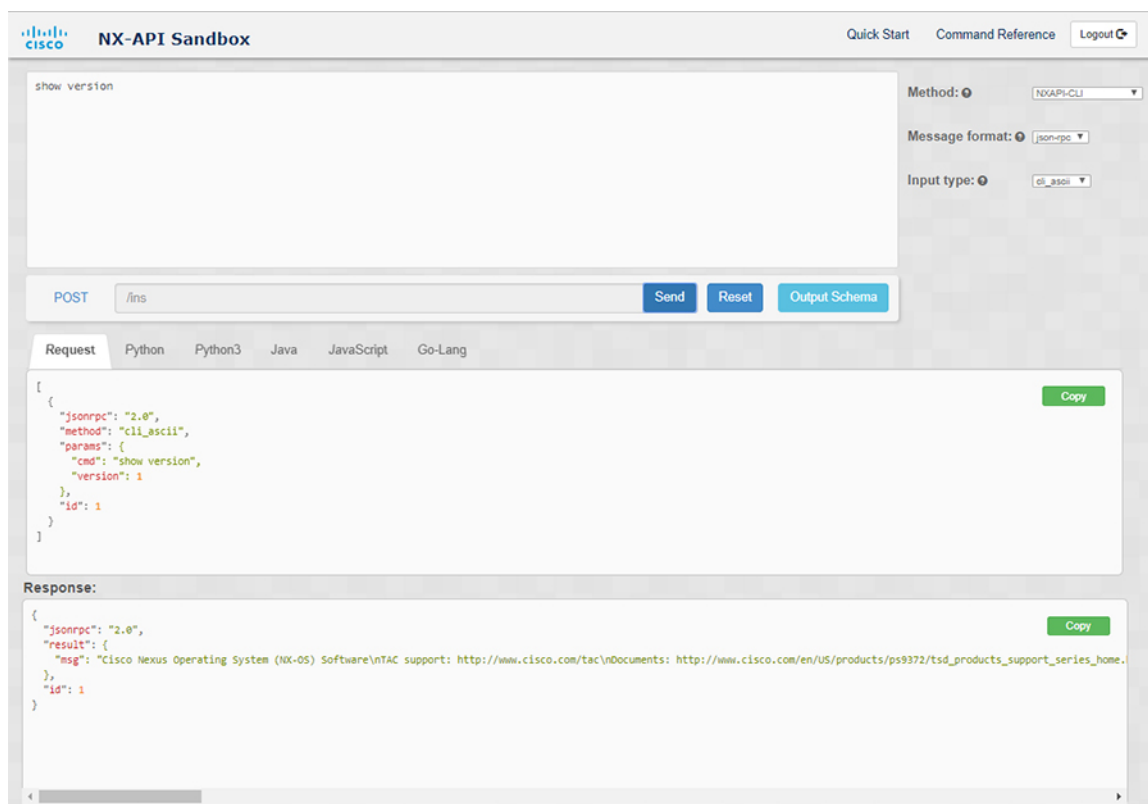 CISCO
NX-API Sandbox
Quick Start
Command Reference
Logout
show version
Method:
NXAPI-CLI
Message format:
json-rpc
Input type:
cli_ascii
POST
/ins
Send
Reset
Output Schema
Request
Python
Python3
Java
JavaScript
Go-Lang
Copy
[
{
"jsonrpc": "2.0",
"method": "cli_ascii",
"params": {
"cmd": "show version",
"version": 1
},
"id": 1
}
]
Response:
Copy
{
"jsonrpc": "2.0",
"result": {
"msg": "Cisco Nexus Operating System (NX-OS) Software\nTAC support: http://www.cisco.com/tac\nDocuments: http://www.cisco.com/en/US/products/ps9372/tsd_products_support_series_home.
},
"id": 1
}